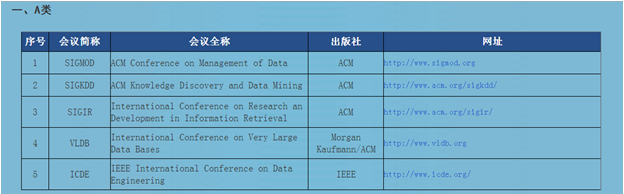 一、A类
序号 会议简称 会议全称 出版社 网址
1 SIGMOD ACM Conference on Management of Data ACM http://www.sigmod.org
2 SIGKDD ACM Knowledge Discovery and Data Mining ACM http://www.acm.org/sigkdd/
3 SIGIR International Conference on Research an
Development in Information Retrieval ACM http://www.acm.org/sigir/
4 VLDB International Conference on Very Large
Data Bases Morgan
Kaufmann/ACM http://www.vldb.org
5 ICDE IEEE International Conference on Data
Engineering IEEE http://www.icde.org/